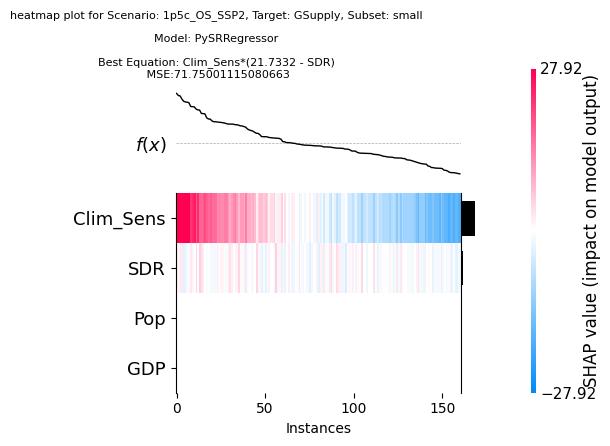 heatmap plot for Scenario: 1p5c_OS_SSP2, Target: GSupply, Subset: small
Model: PySRRegressor
Best Equation: Clim_Sens*(21.7332 - SDR)
MSE:71.75001115080663
27.92
f(x)
Clim_Sens
SDR
Pop
GDP
SHAP value (impact on model output)
−27.92
0
50
100
150
Instances